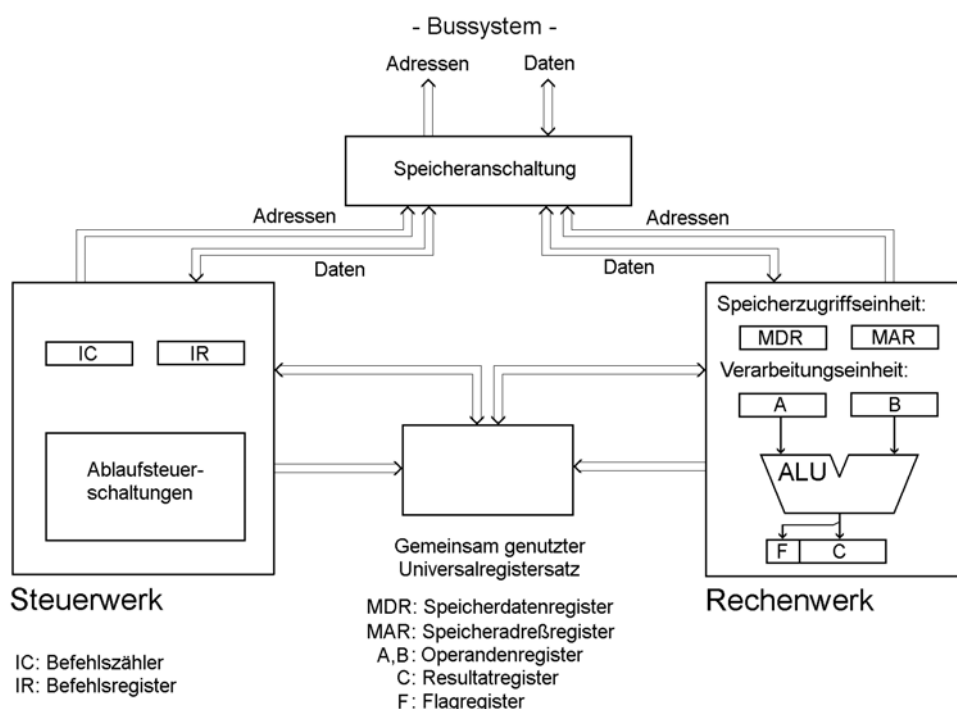 - Bussystem -
Adressen
Daten
Speicheranschaltung
Adressen
Adressen
Daten
Daten
Speicherzugriffseinheit:
IC
IR
MDR
MAR
Verarbeitungseinheit:
A
B
Ablaufsteuer-
schaltungen
ALU
F
C
Gemeinsam genutzter
Universalregistersatz
Steuerwerk
Rechenwerk
MDR: Speicherdatenregister
MAR: Speicheradreßregister
A,B: Operandenregister
C: Resultatregister
F: Flagregister
IC: Befehlszähler
IR: Befehlsregister